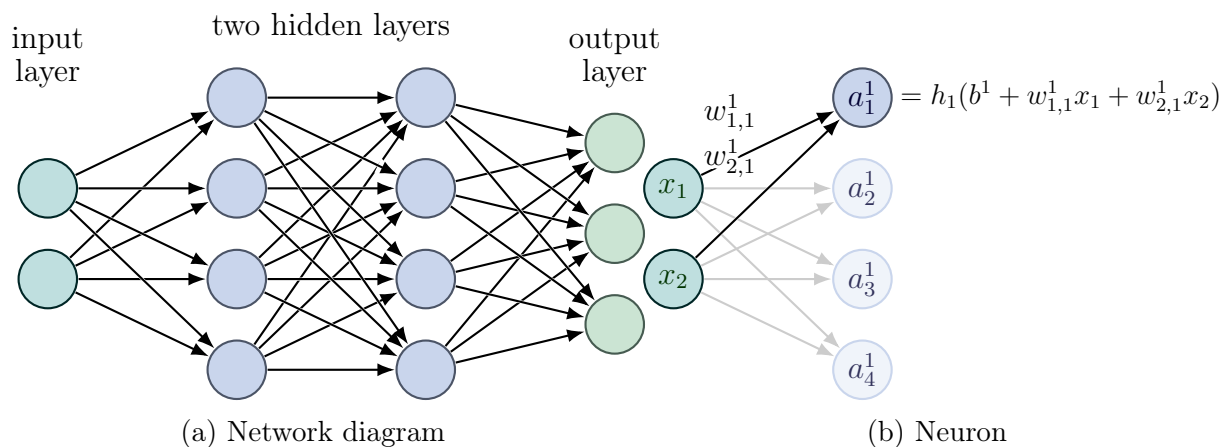 input
layer
two hidden layers
output
layer
(a) Network diagram
w^1_{1,1}
w^1_{2,1}
x_1
x_2
a^1_1 = h_1(b^1 + w^1_{1,1}x_1 + w^1_{2,1}x_2)
a^1_2
a^1_3
a^1_4
(b) Neuron